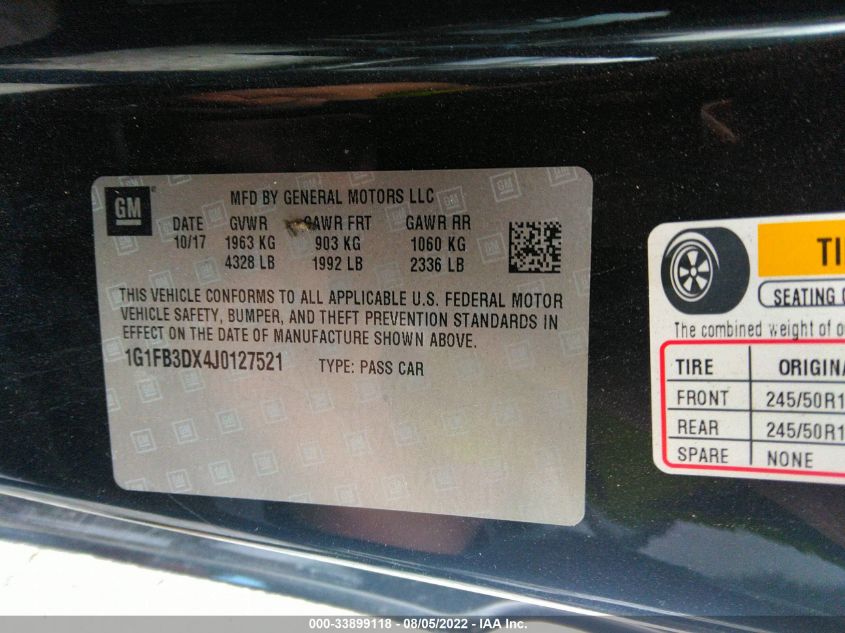 GM
MFD BY GENERAL MOTORS LLC
DATE GVWR GAWR FRT GAWR RR
10/17 1963 KG 903 KG 1060 KG
4328 LB 1992 LB 2336 LB
THIS VEHICLE CONFORMS TO ALL APPLICABLE U.S. FEDERAL MOTOR
VEHICLE SAFETY, BUMPER, AND THEFT PREVENTION STANDARDS IN
EFFECT ON THE DATE OF MANUFACTURE SHOWN ABOVE.
1G1FB3DX4J0127521 TYPE: PASS CAR
TI
SEATING
The combined weight of
TIRE ORIGINA
FRONT 245/50R1
REAR 245/50R1
SPARE NONE
000-33899118 - 08/05/2022 - IAA Inc.